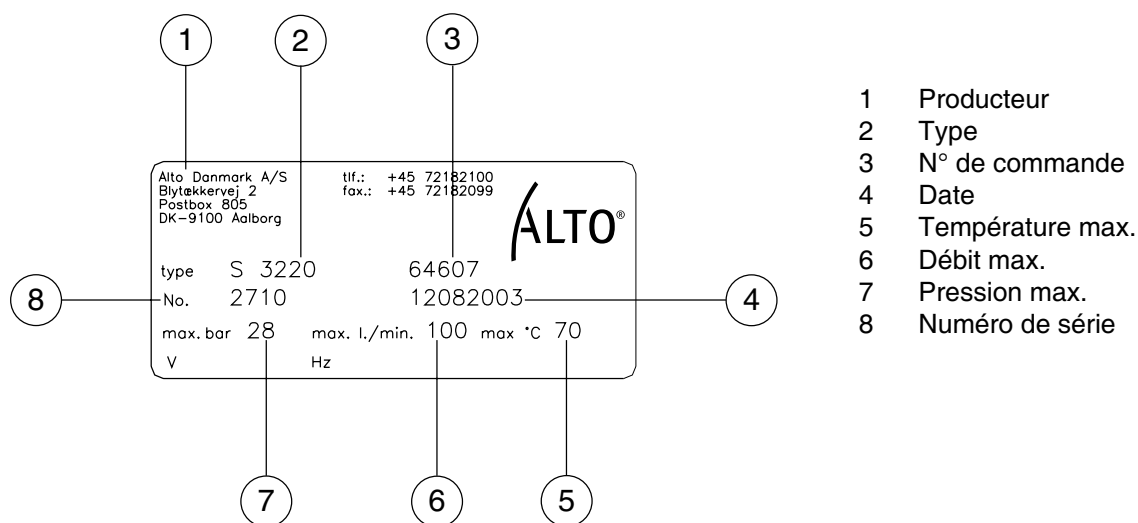 1 2 3
Alto Danmark A/S tlf.: +45 72182100
Blytækkervej 2 fax.: +45 72182099
Postbox 805
DK-9100 Aalborg
ALTO®
type S 3220 64607
8 No. 2710 12082003 4
max. bar 28 max. l./min. 100 max °C 70
V Hz
7 6 5
1 Producteur
2 Type
3 N° de commande
4 Date
5 Température max.
6 Débit max.
7 Pression max.
8 Numéro de série